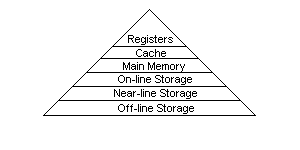 Registers
Cache
Main Memory
On-line Storage
Near-line Storage
Off-line Storage